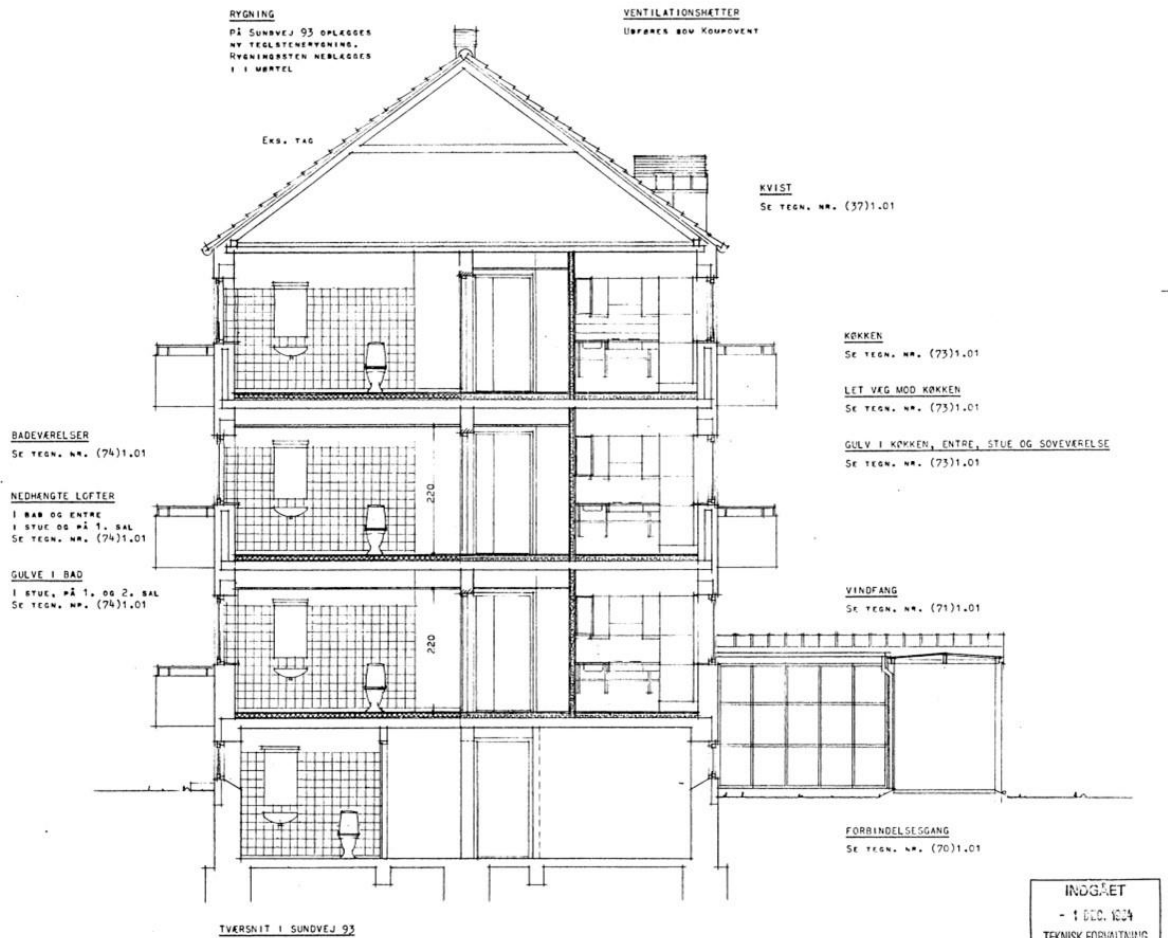 RYGNING
PÅ SUNDVEJ 93 OPLÆGGES
NY TEGLSTENSRYGNING.
RYGNINGSSTEN NEDLÆGGES
I MØRTEL
VENTILATIONSHÆTTER
UDFØRES SOM KOMPONENT
EKS. TAG
KVIST
SE TEGN. NR. (37)1.01
KØKKEN
SE TEGN. NR. (73)1.01
LET VÆG MOD KØKKEN
SE TEGN. NR. (73)1.01
GULV I KØKKEN, ENTRE, STUE OG SOVEVÆRELSE
SE TEGN. NR. (73)1.01
BADEVÆRELSER
SE TEGN. NR. (74)1.01
NEDHÆNGTE LOFTER
I BAD OG ENTRE
I STUE OG PÅ 1. SAL
SE TEGN. NR. (74)1.01
GULVE I BAD
I STUE, PÅ 1. OG 2. SAL
SE TEGN. NR. (74)1.01
220
220
VINDFANG
SE TEGN. NR. (71)1.01
FORBINDELSESGANG
SE TEGN. NR. (70)1.01
TVÆRSNIT I SUNDVEJ 93
INDGÅET
- 1 DEC.
TEKNISK FORVALTNING